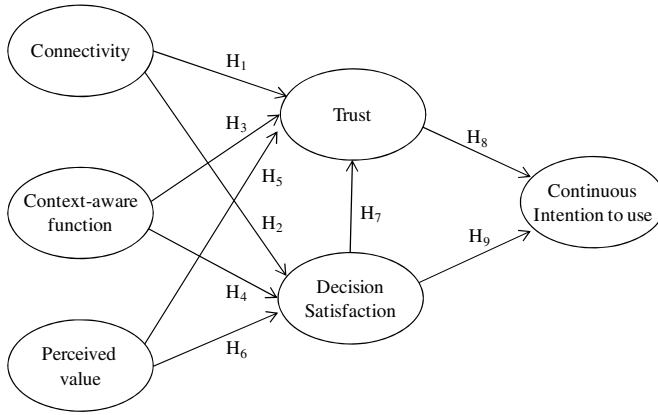 Connectivity
H1
Trust
H3
H8
H5
Context-aware
function
Continuous
Intention to use
H2
H7
H9
Decision
Satisfaction
H4
H6
Perceived
value